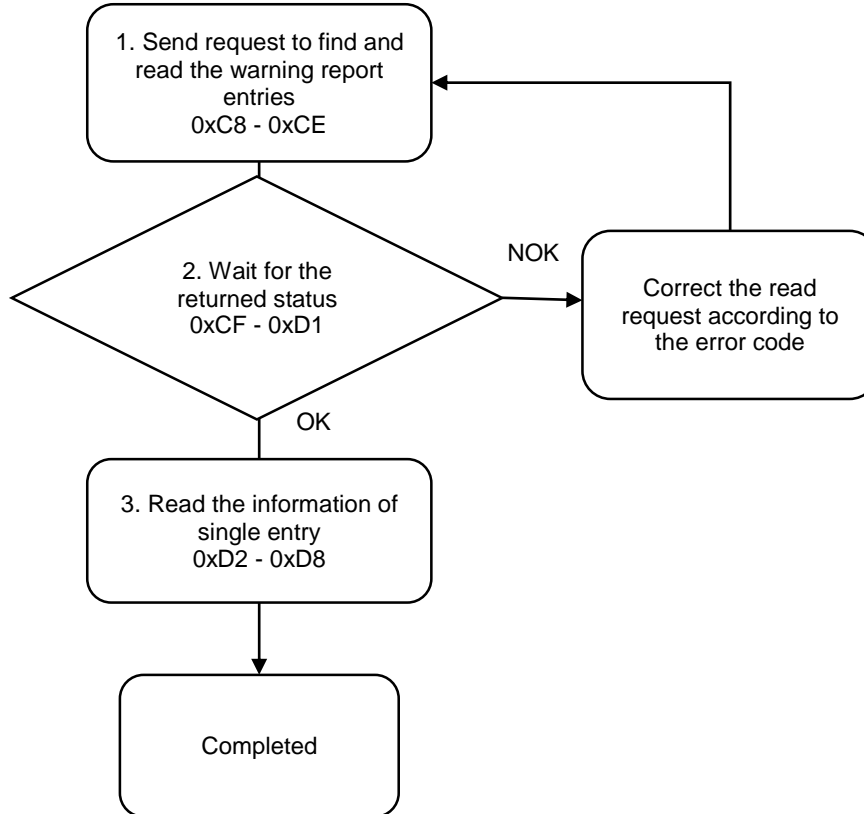 1. Send request to find and
read the warning report
entries
0xC8 - 0xCE
2. Wait for the
returned status
0xCF - 0xD1
NOK
Correct the read
request according to
the error code
OK
3. Read the information of
single entry
0xD2 - 0xD8
Completed